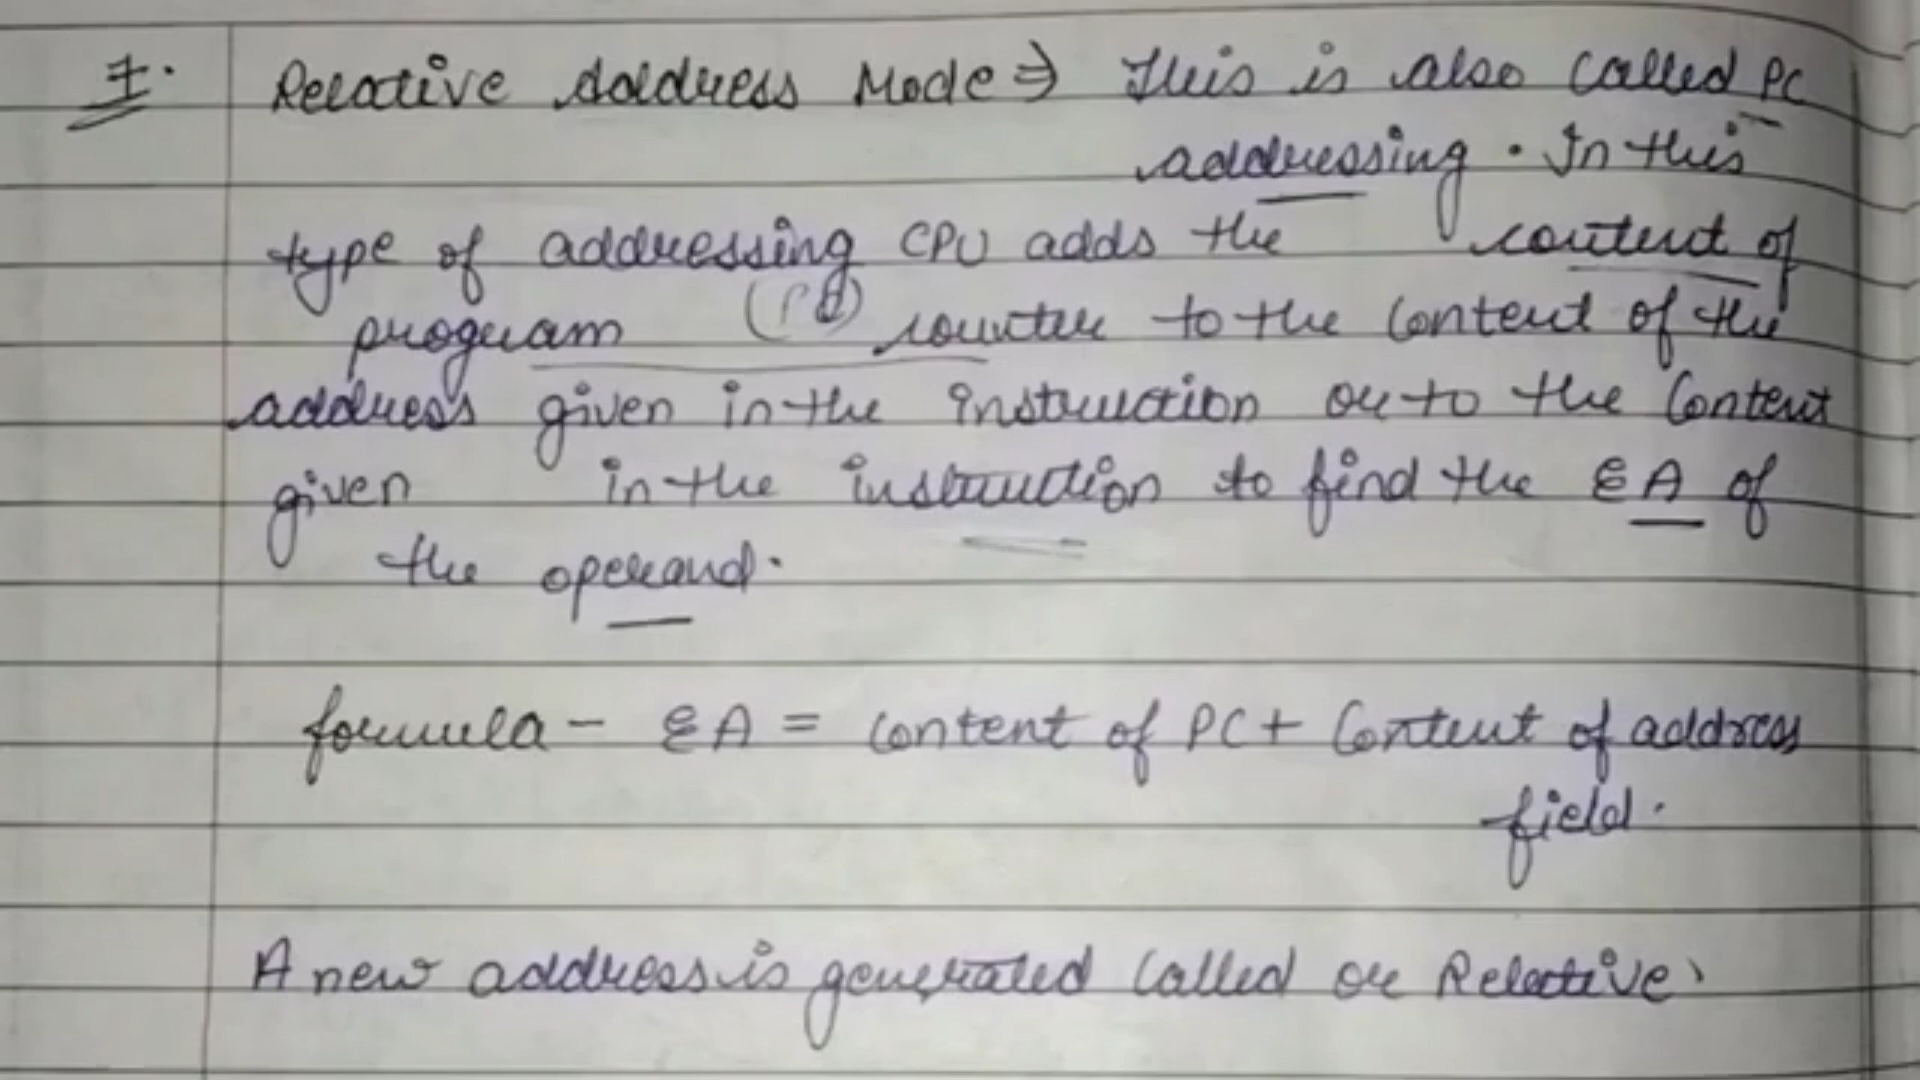 7. Relative Address Mode ⇒ This is also called PC
addressing. In this
type of addressing CPU adds the content of
program counter to the content of the
address given in the instruction or to the content
given in the instruction to find the EA of
the operand.
formula - EA = content of PC + Content of address
field.
A new address is generated called or Relative.